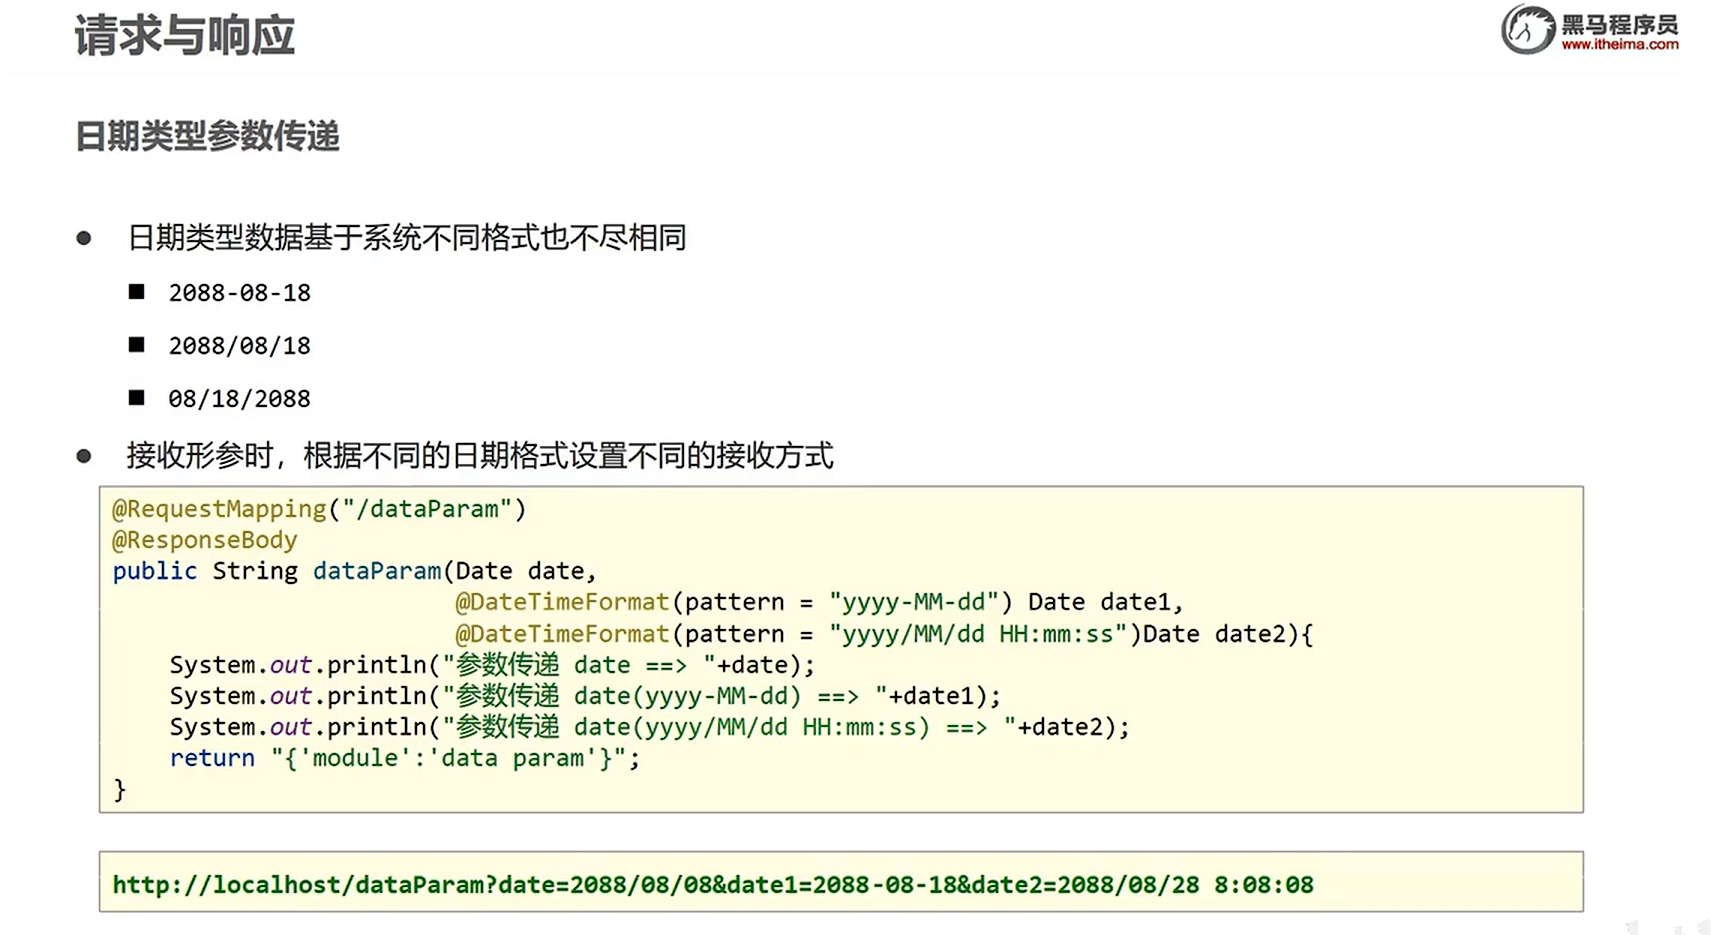 请求与响应
黑马程序员
www.itheima.com
日期类型参数传递
● 日期类型数据基于系统不同格式也不尽相同
■ 2088-08-18
■ 2088/08/18
■ 08/18/2088
● 接收形参时，根据不同的日期格式设置不同的接收方式
@RequestMapping("/dataParam")
@ResponseBody
public String dataParam(Date date,
@DateTimeFormat(pattern = "yyyy-MM-dd") Date date1,
@DateTimeFormat(pattern = "yyyy/MM/dd HH:mm:ss")Date date2){
System.out.println("参数传递 date ==> "+date);
System.out.println("参数传递 date(yyyy-MM-dd) ==> "+date1);
System.out.println("参数传递 date(yyyy/MM/dd HH:mm:ss) ==> "+date2);
return "{'module':'data param'}";
}
http://localhost/dataParam?date=2088/08/08&date1=2088-08-18&date2=2088/08/28 8:08:08